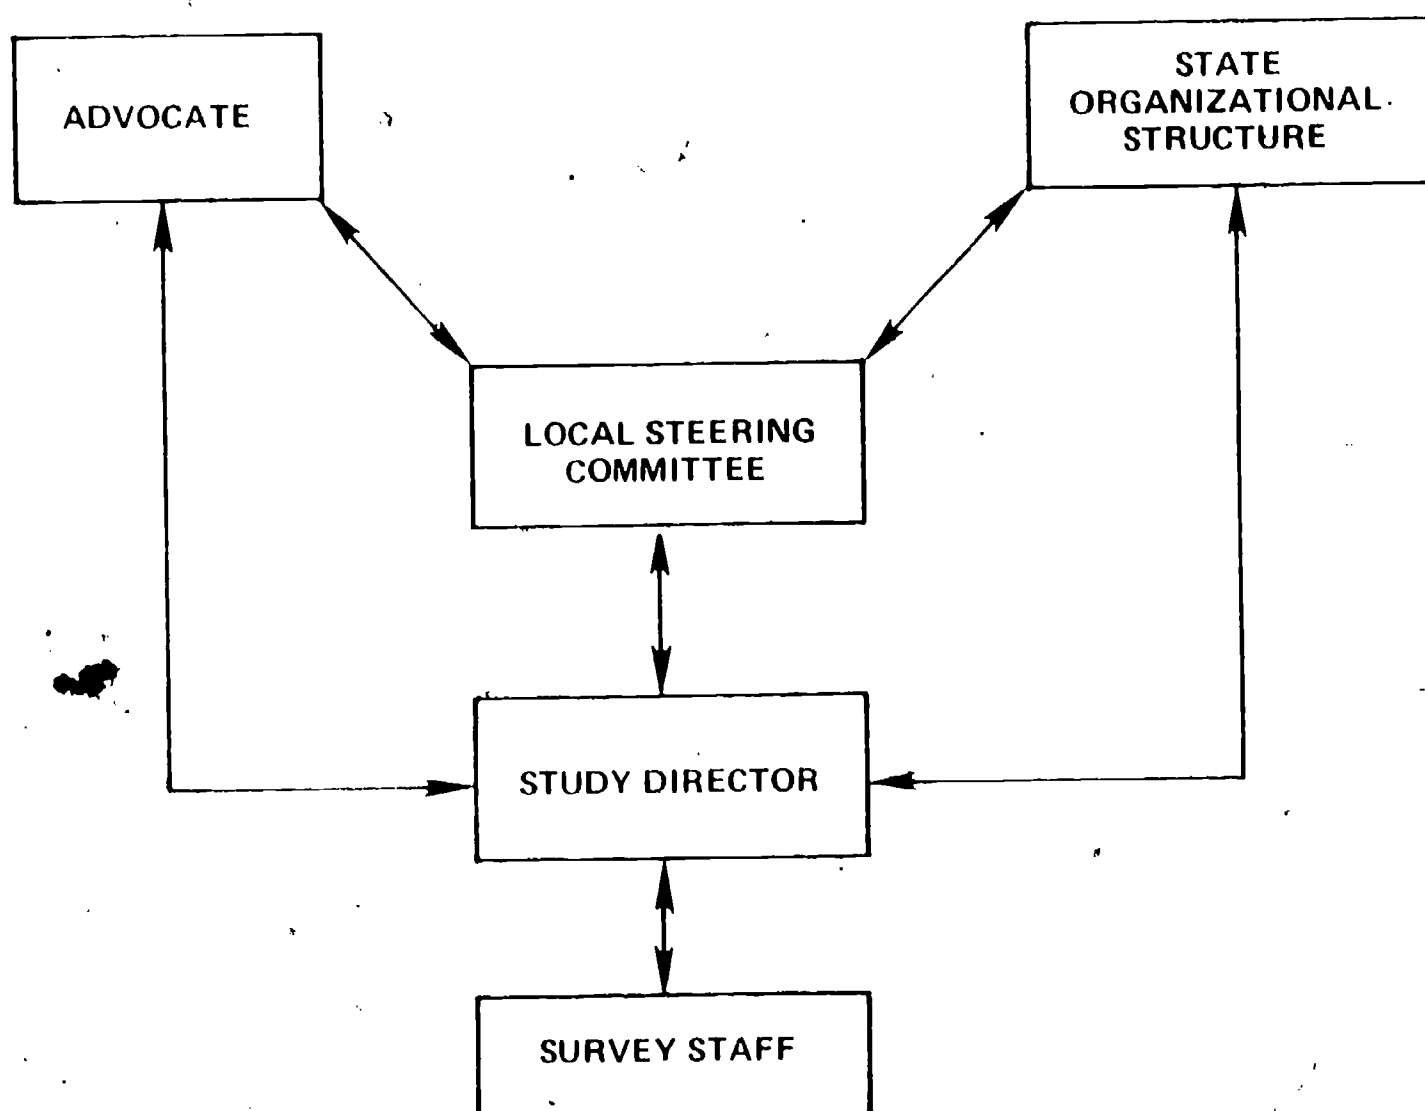 ADVOCATE
STATE
ORGANIZATIONAL
STRUCTURE
LOCAL STEERING
COMMITTEE
STUDY DIRECTOR
SURVEY STAFF